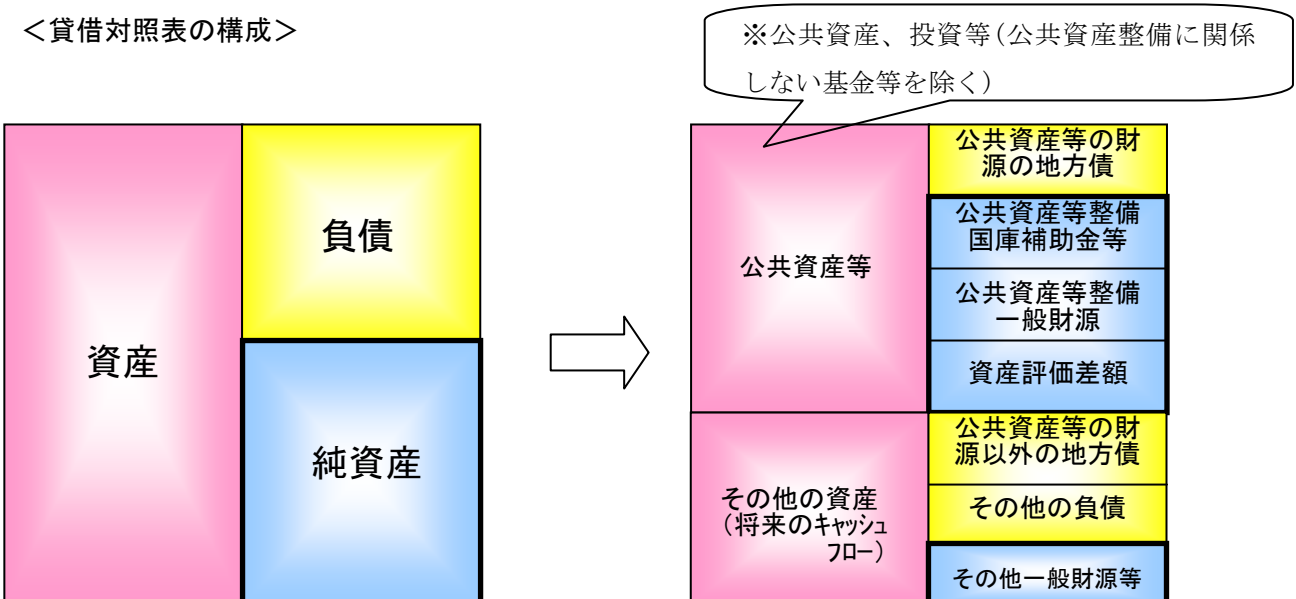 ＜貸借対照表の構成＞
※公共資産、投資等（公共資産整備に関係
しない基金等を除く）
資産
負債
純資産
公共資産等
公共資産等の財
源の地方債
公共資産等整備
国庫補助金等
公共資産等整備
一般財源
資産評価差額
その他の資産
（将来のｷｬｯｼｭ
ﾌﾛｰ）
公共資産等の財
源以外の地方債
その他の負債
その他一般財源等